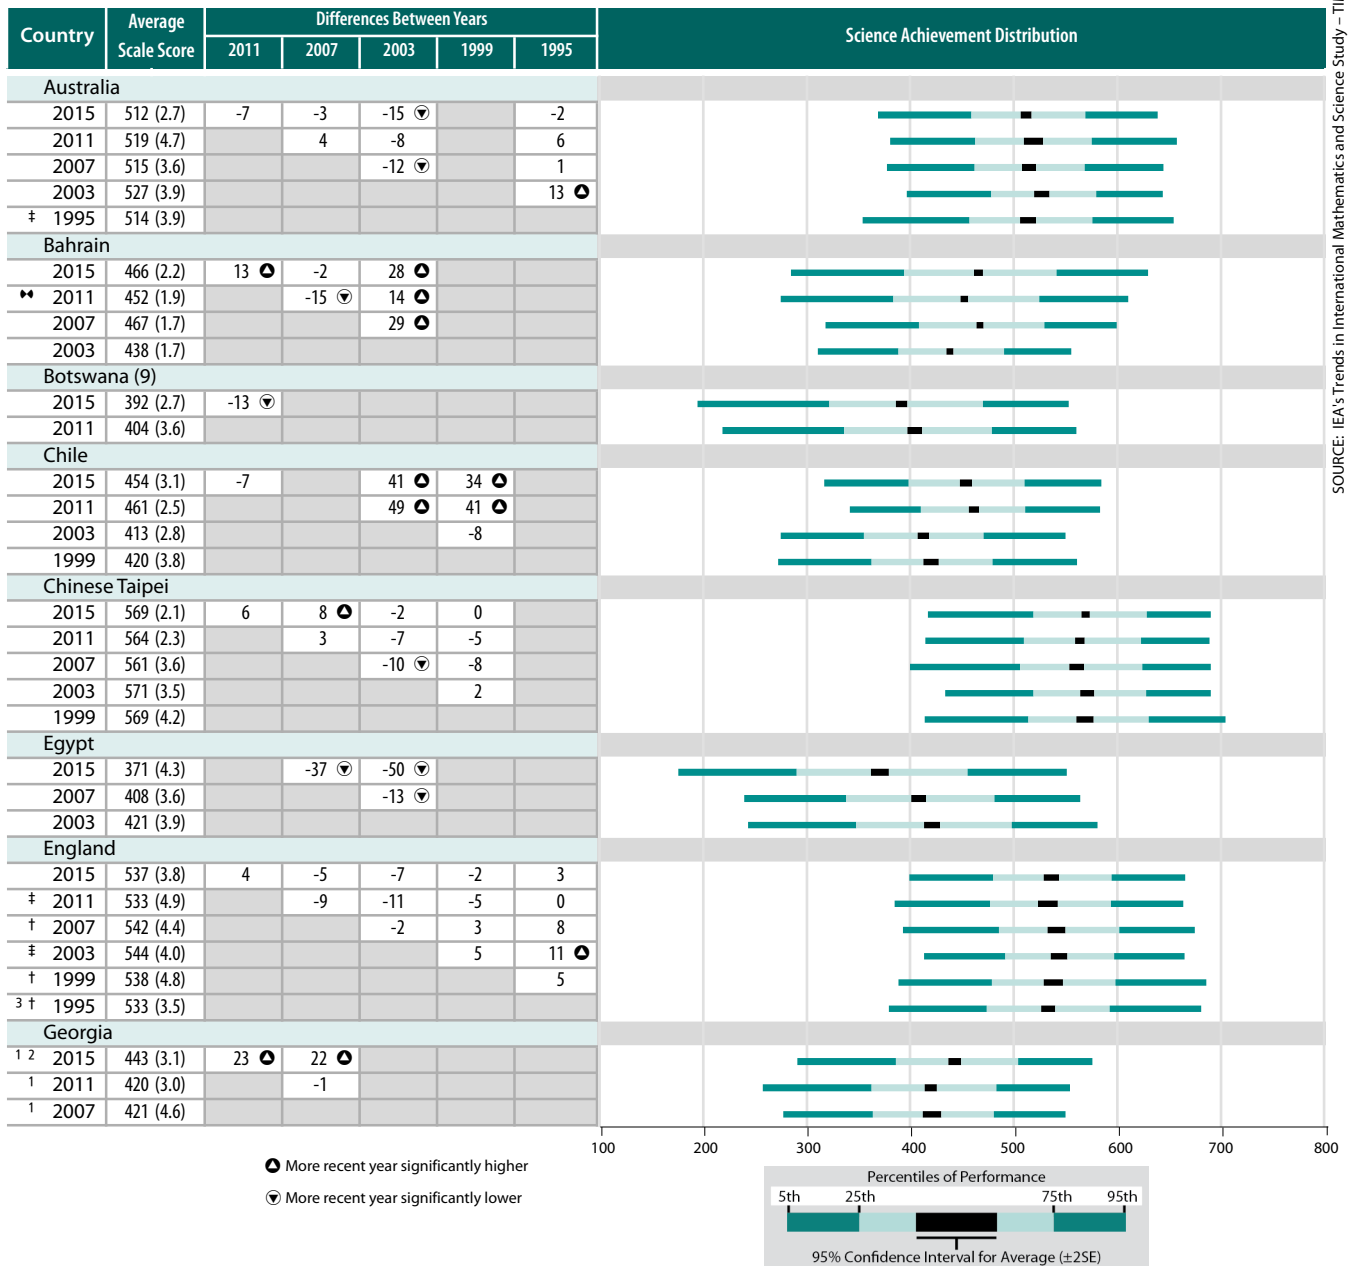 Country Average Scale Score Differences Between Years Science Achievement Distribution
2011 2007 2003 1999 1995
Australia
2015 512 (2.7) -7 -3 -15 ▼ -2
2011 519 (4.7) 4 -8 6
2007 515 (3.6) -12 ▼ 1
2003 527 (3.9) 13 ▲
‡ 1995 514 (3.9)
Bahrain
2015 466 (2.2) 13 ▲ -2 28 ▲
2011 452 (1.9) -15 ▼ 14 ▲
2007 467 (1.7) 29 ▲
2003 438 (1.7)
Botswana (9)
2015 392 (2.7) -13 ▼
2011 404 (3.6)
Chile
2015 454 (3.1) -7 41 ▲ 34 ▲
2011 461 (2.5) 49 ▲ 41 ▲
2003 413 (2.8) -8
1999 420 (3.8)
Chinese Taipei
2015 569 (2.1) 6 8 ▲ -2 0
2011 564 (2.3) 3 -7 -5
2007 561 (3.6) -10 ▼ -8
2003 571 (3.5) 2
1999 569 (4.2)
Egypt
2015 371 (4.3) -37 ▼ -50 ▼
2007 408 (3.6) -13 ▼
2003 421 (3.9)
England
2015 537 (3.8) 4 -5 -7 -2 3
‡ 2011 533 (4.9) -9 -11 -5 0
† 2007 542 (4.4) -2 3 8
‡ 2003 544 (4.0) 5 11 ▲
† 1999 538 (4.8) 5
3 † 1995 533 (3.5)
Georgia
1 2 2015 443 (3.1) 23 ▲ 22 ▲
1 2011 420 (3.0) -1
1 2007 421 (4.6)
100 200 300 400 500 600 700 800
▲ More recent year significantly higher
▼ More recent year significantly lower
Percentiles of Performance
5th 25th 75th 95th
95% Confidence Interval for Average (±2SE)
SOURCE: IEA's Trends in International Mathematics and Science Study –